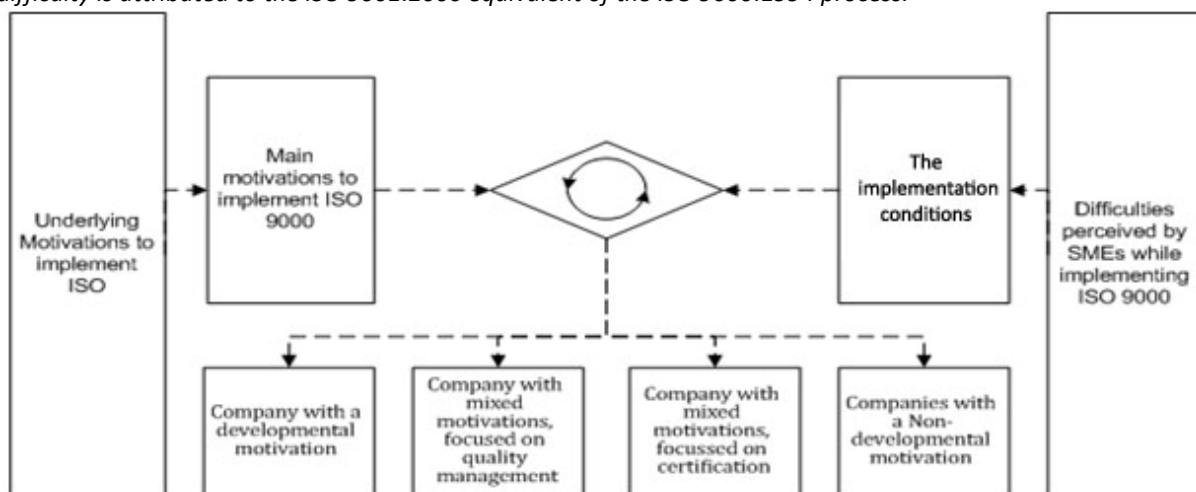 difficulty is attributed to the ISO 9001:2000 equivalent of the ISO 9000:1994 process.
Underlying
Motivations to
implement
ISO
Main
motivations to
implement ISO
9000
The
implementation
conditions
Difficulties
perceived by
SMEs while
implementing
ISO 9000
Company with a
developmental
motivation
Company with
mixed
motivations,
focused on
quality
management
Company with
mixed
motivations,
focussed on
certification
Companies with
a Non-
developmental
motivation